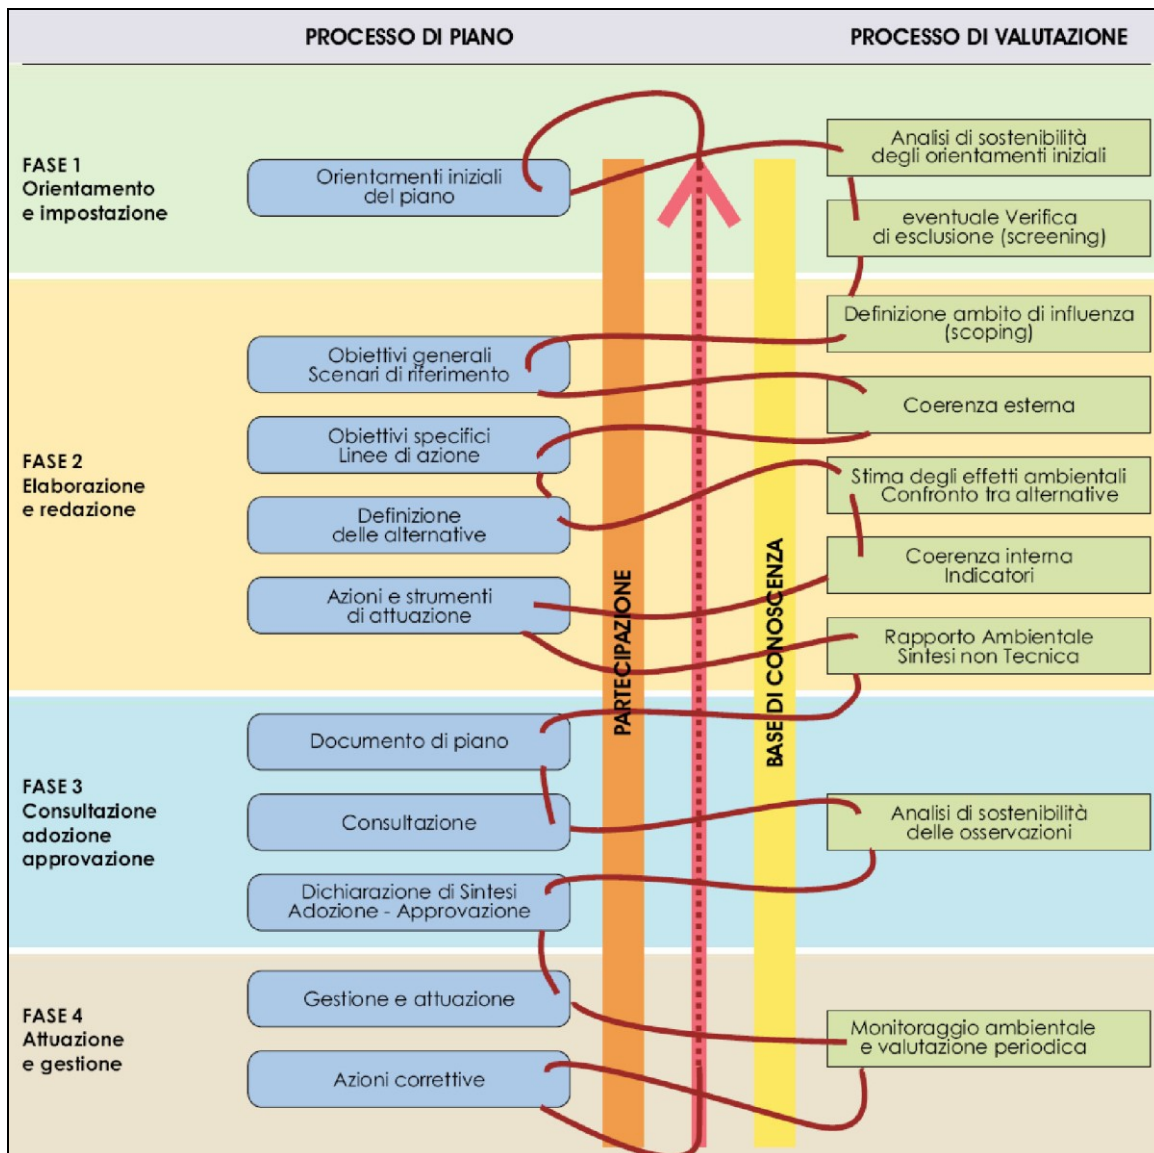 PROCESSO DI PIANO
PROCESSO DI VALUTAZIONE
FASE 1
Orientamento
e impostazione
Orientamenti iniziali
del piano
Analisi di sostenibilità
degli orientamenti iniziali
eventuale Verifica
di esclusione (screening)
FASE 2
Elaborazione
e redazione
Definizione ambito di influenza
(scoping)
Obiettivi generali
Scenari di riferimento
Coerenza esterna
Obiettivi specifici
Linee di azione
Stima degli effetti ambientali
Confronto tra alternative
Definizione
delle alternative
Coerenza interna
Indicatori
Azioni e strumenti
di attuazione
Rapporto Ambientale
Sintesi non Tecnica
PARTECIPAZIONE
BASE DI CONOSCENZA
FASE 3
Consultazione
adozione
approvazione
Documento di piano
Consultazione
Analisi di sostenibilità
delle osservazioni
Dichiarazione di Sintesi
Adozione - Approvazione
FASE 4
Attuazione
e gestione
Gestione e attuazione
Monitoraggio ambientale
e valutazione periodica
Azioni correttive